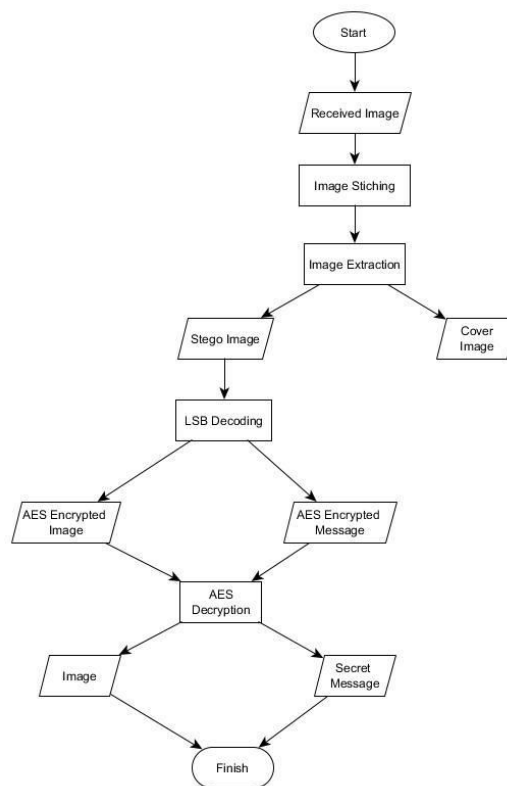 Start
Received Image
Image Stiching
Image Extraction
Stego Image
Cover
Image
LSB Decoding
AES Encrypted
Image
AES Encrypted
Message
AES
Decryption
Image
Secret
Message
Finish